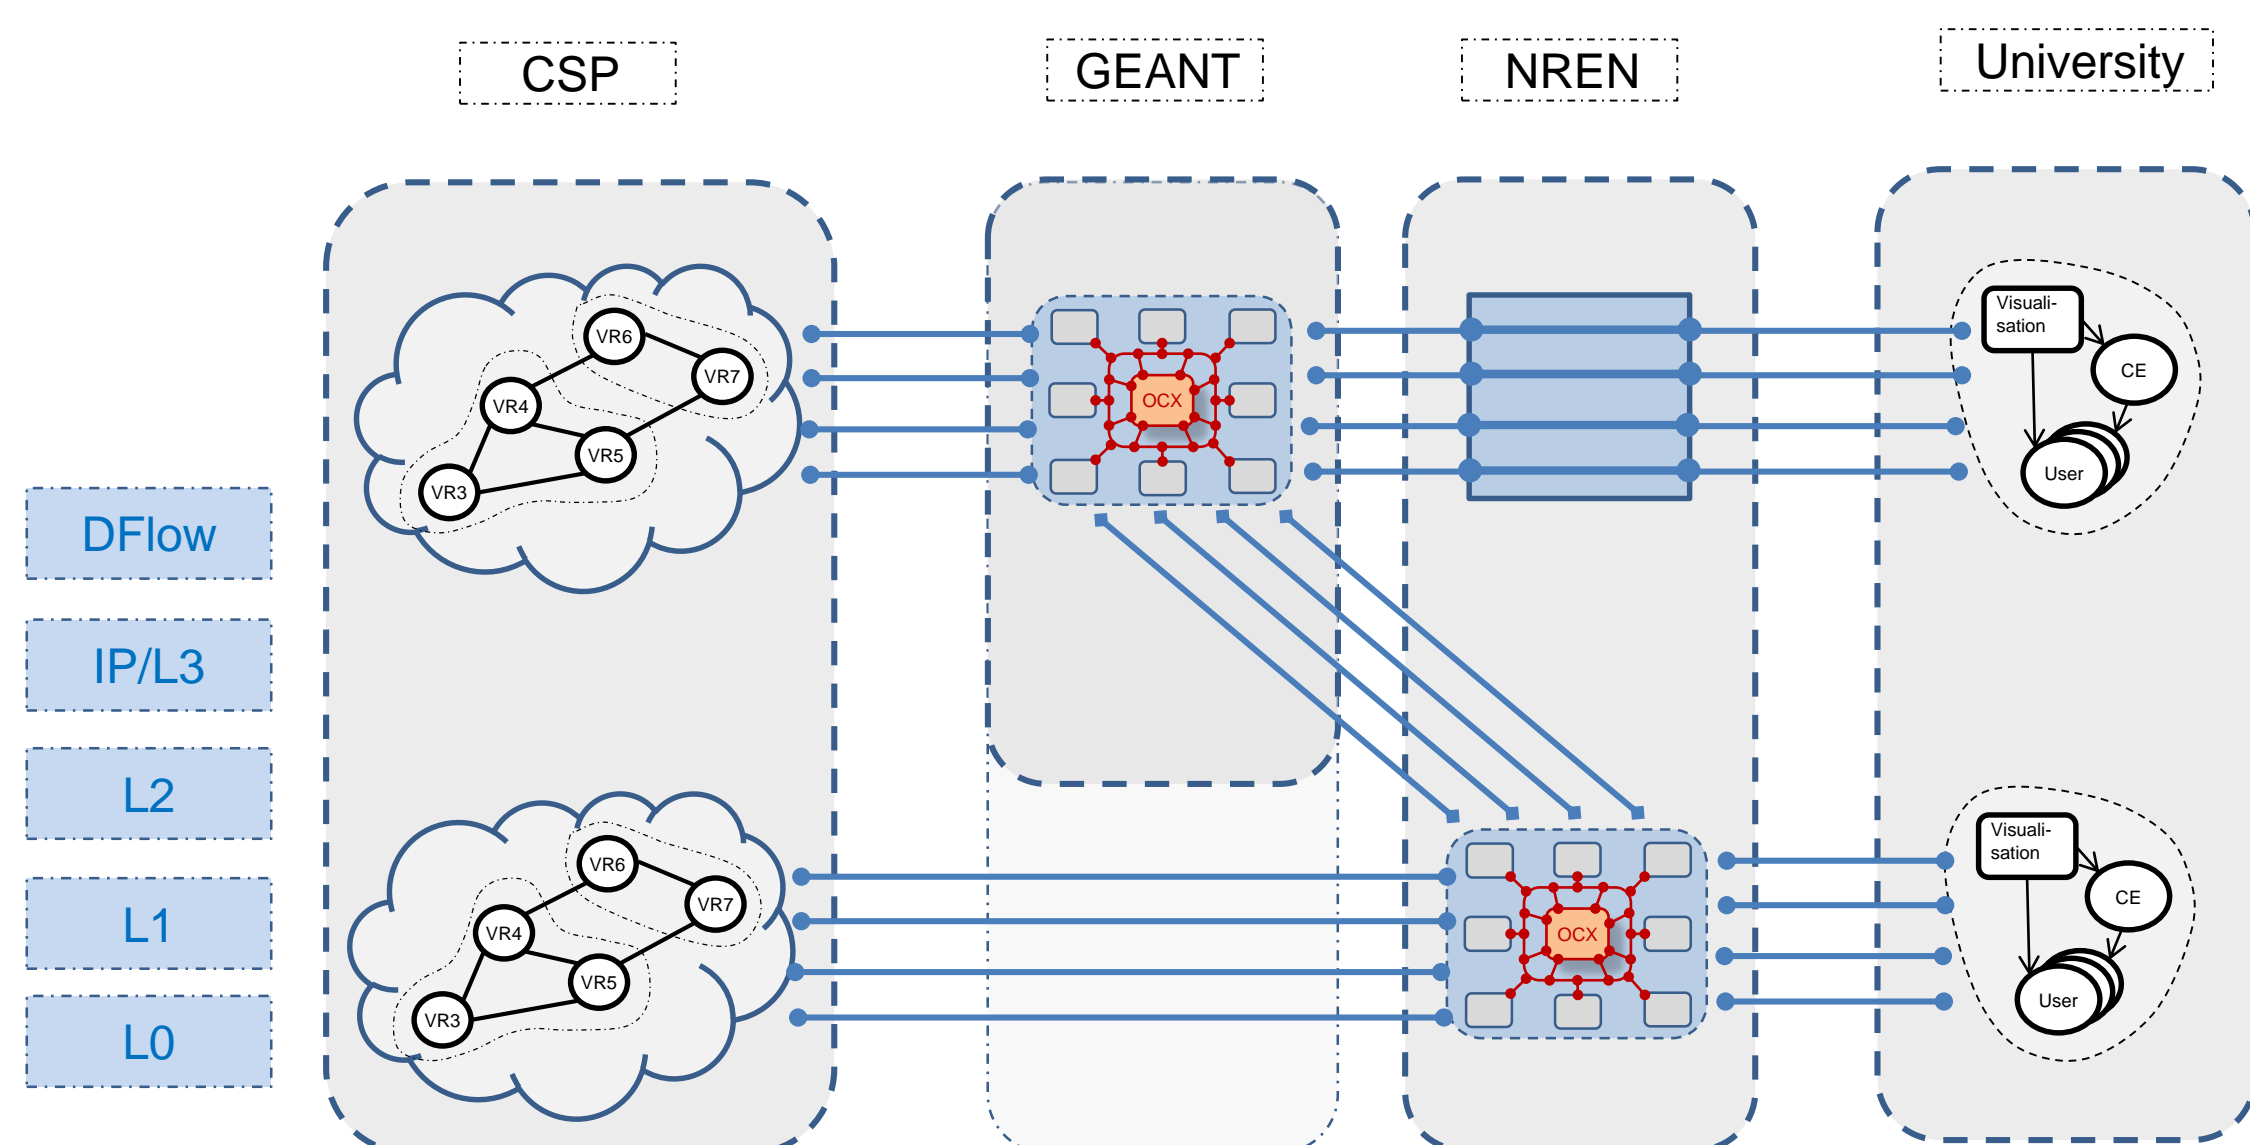 CSP
GEANT
NREN
University
VR6
VR7
VR4
VR5
VR3
OCX
Visuali-
sation
CE
User
DFlow
IP/L3
L2
L1
L0
VR6
VR7
VR4
VR5
VR3
OCX
Visuali-
sation
CE
User